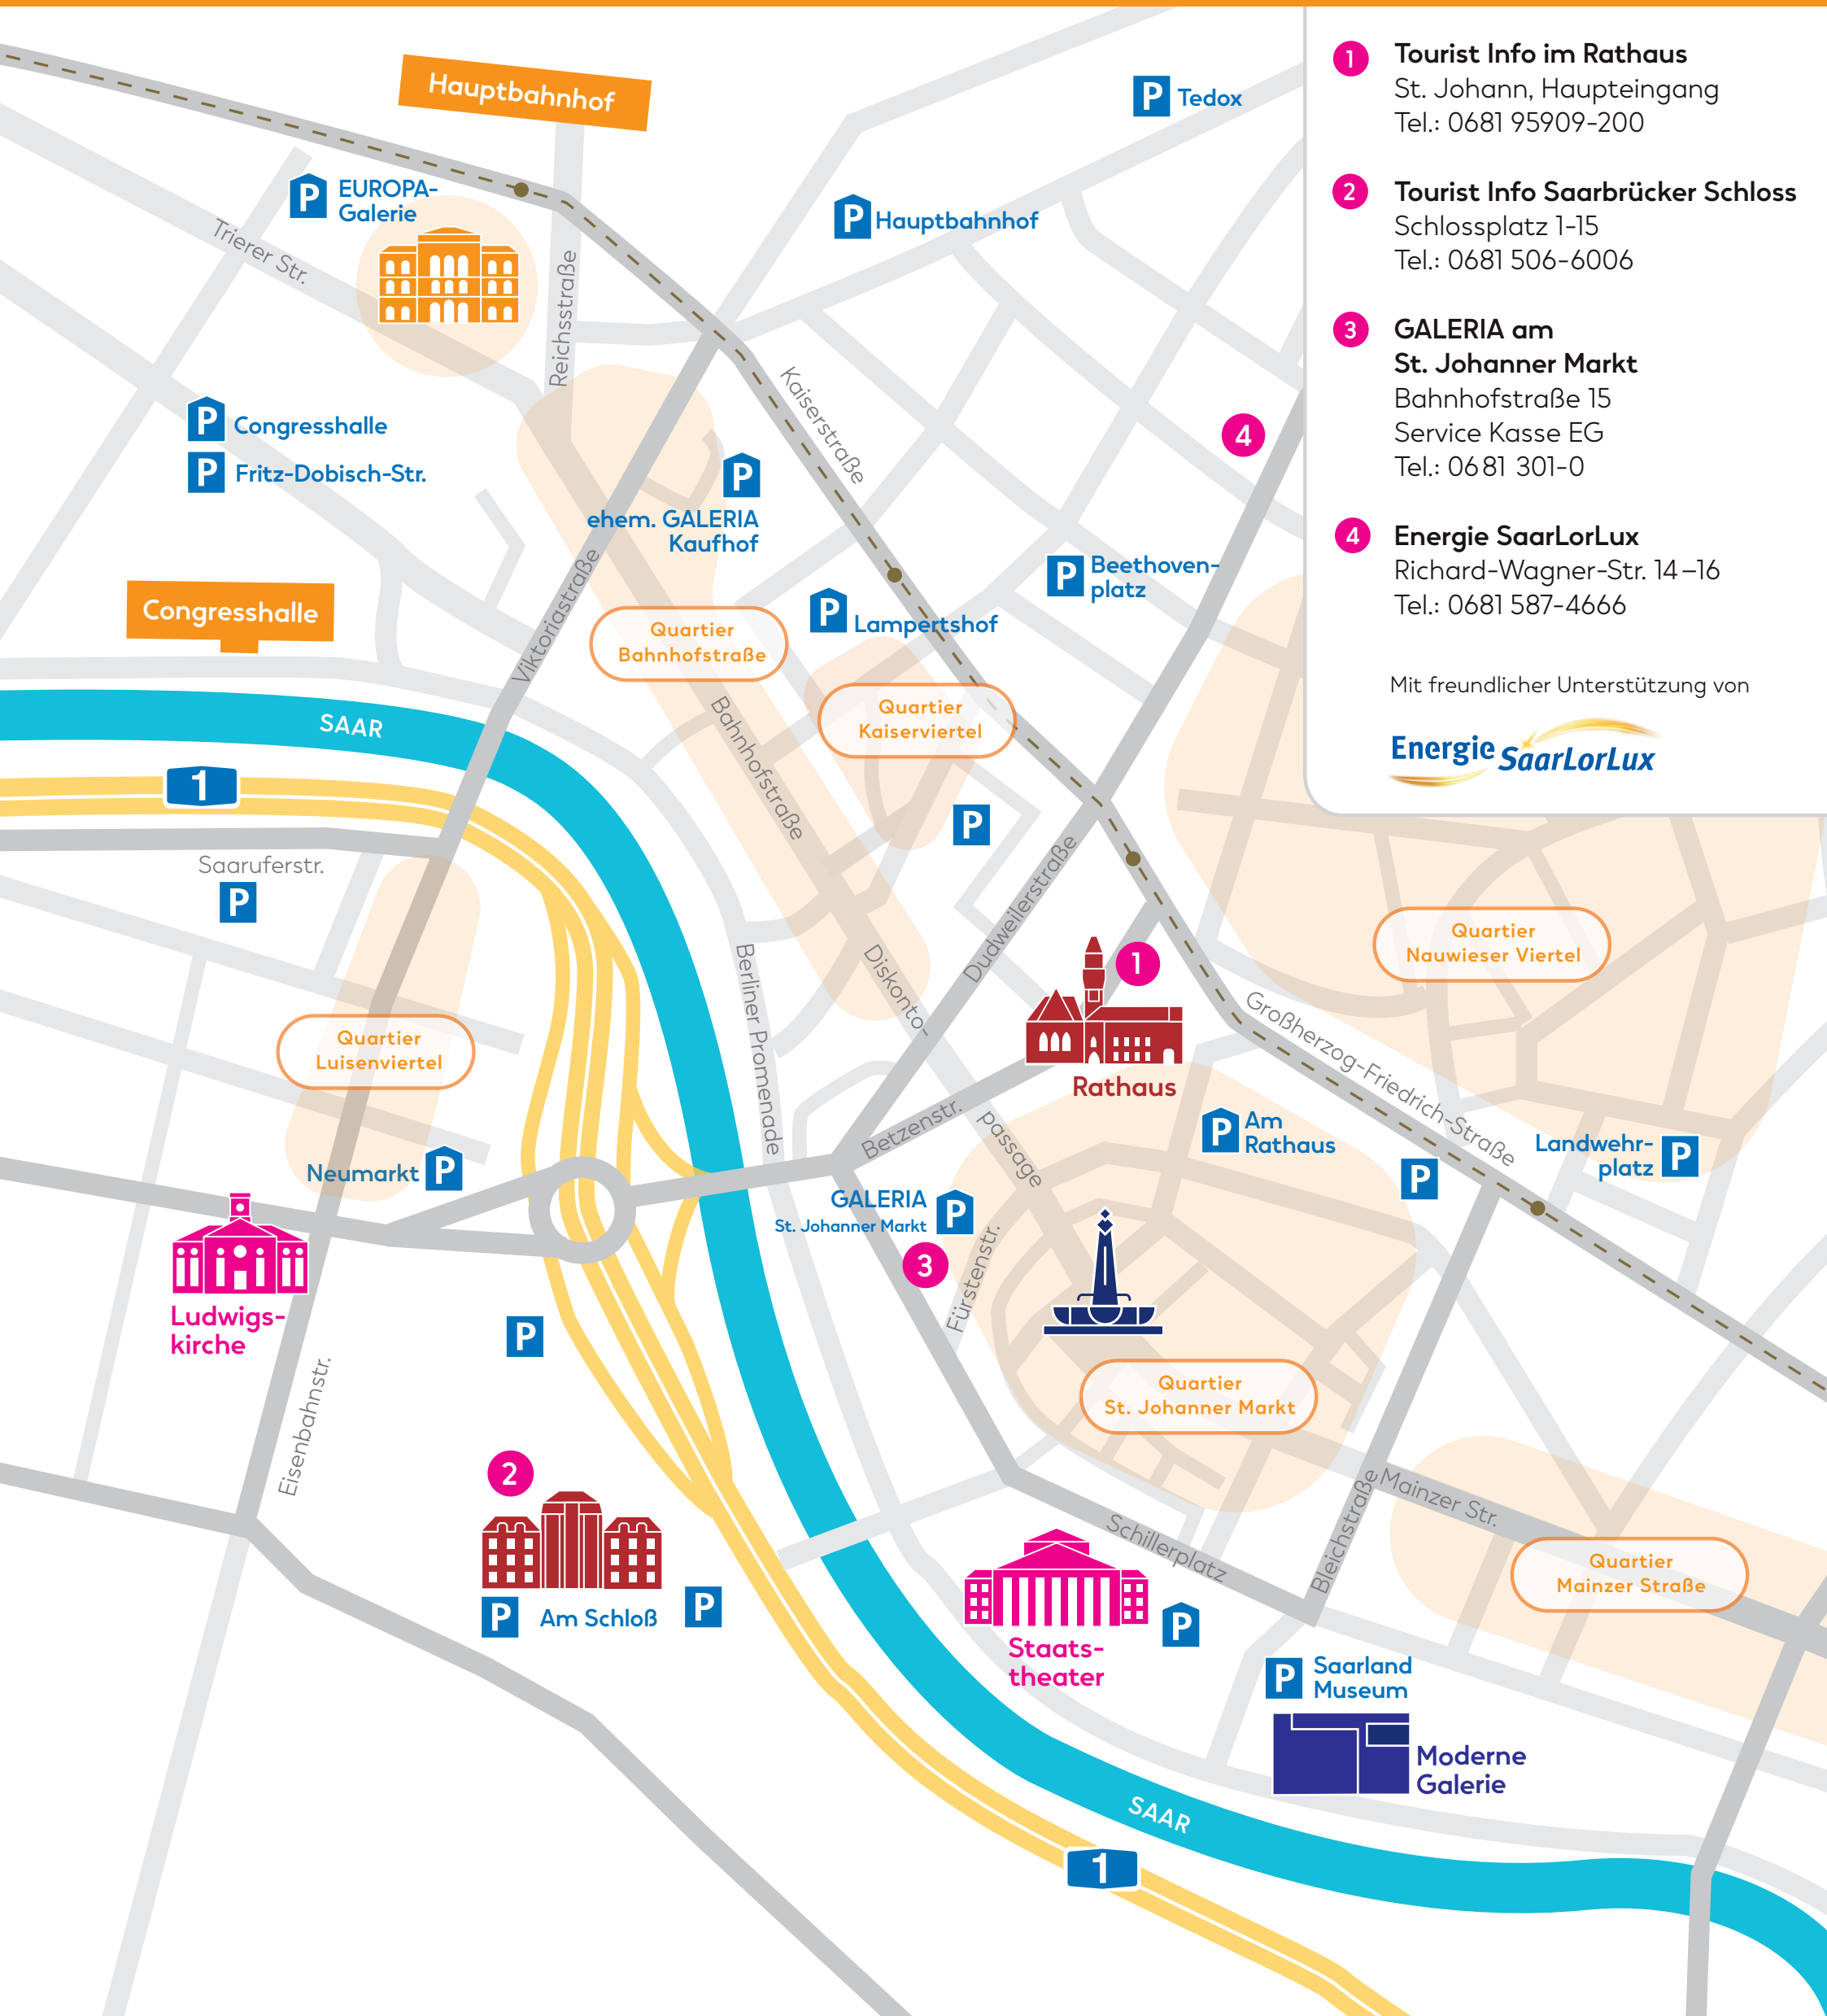 Hauptbahnhof
P Tedox
P EUROPA-
Galerie
P Hauptbahnhof
Trierer Str.
Reichsstraße
Kaiserstraße
P Congresshalle
P Fritz-Dobisch-Str.
P
ehem. GALERIA
Kaufhof
4
P Beethoven-
platz
P Lampertshof
Congresshalle
Viktoriastraße
Quartier
Bahnhofstraße
Quartier
Kaiserviertel
SAAR
Bahnhofstraße
1
P
Saaruferstr.
P
Dudweilerstraße
Quartier
Nauwieser Viertel
Berliner Promenade
Diskonto-
passage
1
Rathaus
Großherzog-Friedrich-Straße
Quartier
Luisenviertel
Betzenstr.
P Am
Rathaus
P
Landwehr-
platz P
Neumarkt P
GALERIA
St. Johanner Markt P
3
Fürstenstr.
Ludwigs-
kirche
P
Eisenbahnstr.
Quartier
St. Johanner Markt
2
Mainzer Str.
Bleichstraße
Schillerplatz
Quartier
Mainzer Straße
P Am Schloß P
Staats-
theater
P
P Saarland
Museum
Moderne
Galerie
SAAR
1
1 Tourist Info im Rathaus
St. Johann, Haupteingang
Tel.: 0681 95909-200
2 Tourist Info Saarbrücker Schloss
Schlossplatz 1-15
Tel.: 0681 506-6006
3 GALERIA am
St. Johanner Markt
Bahnhofstraße 15
Service Kasse EG
Tel.: 0681 301-0
4 Energie SaarLorLux
Richard-Wagner-Str. 14–16
Tel.: 0681 587-4666
Mit freundlicher Unterstützung von
Energie SaarLorLux